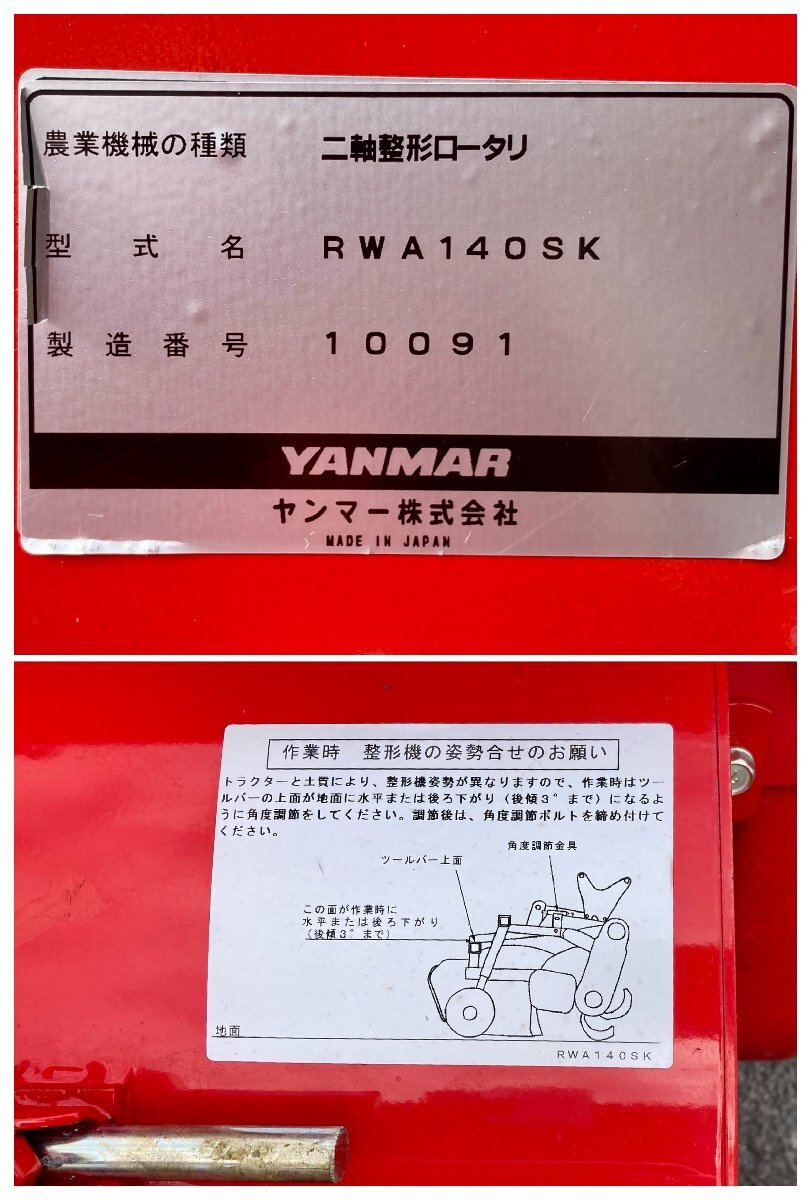 農業機械の種類 二軸整形ロータリ
型式名 RWA140SK
製造番号 10091
YANMAR
ヤンマー株式会社
MADE IN JAPAN
作業時 整形機の姿勢合せのお願い
トラクターと土質により、整形機姿勢が異なりますので、作業時はツー
ルバーの上面が地面に水平または後ろ下がり（後傾3°まで）になるよ
うに角度調節をしてください。調節後は、角度調節ボルトを締め付けて
ください。
角度調節金具
ツールバー上面
この面が作業時に
水平または後ろ下がり
（後傾3°まで）
地面
RWA140SK